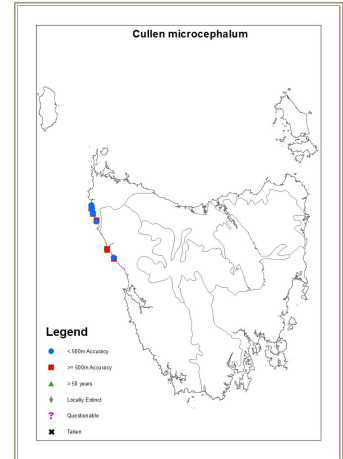 Cullen microcephalum
Legend
< 500m Accuracy
>= 500m Accuracy
> 50 years
Locally Extinct
? Questionable
Taken